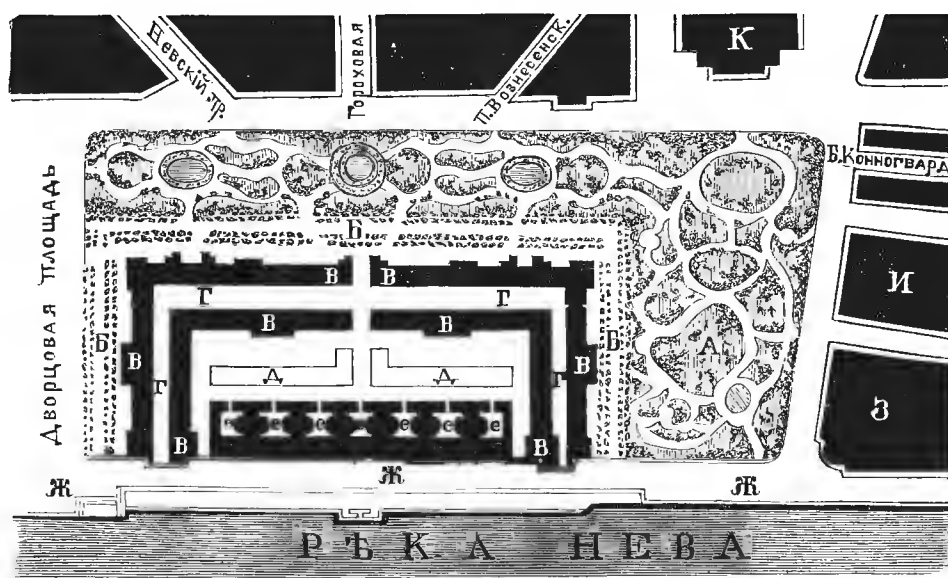 Невскій пр.
Гороховая
П. Вознесенск.
К
Б. Конногвард
Дворцовая Площадь
Б
В В
Г Г
И
В В
Б Б
А
В В
Г Г
Д Д
З
е е е е е е е
В В
Ж Ж Ж
РѢКА НЕВА